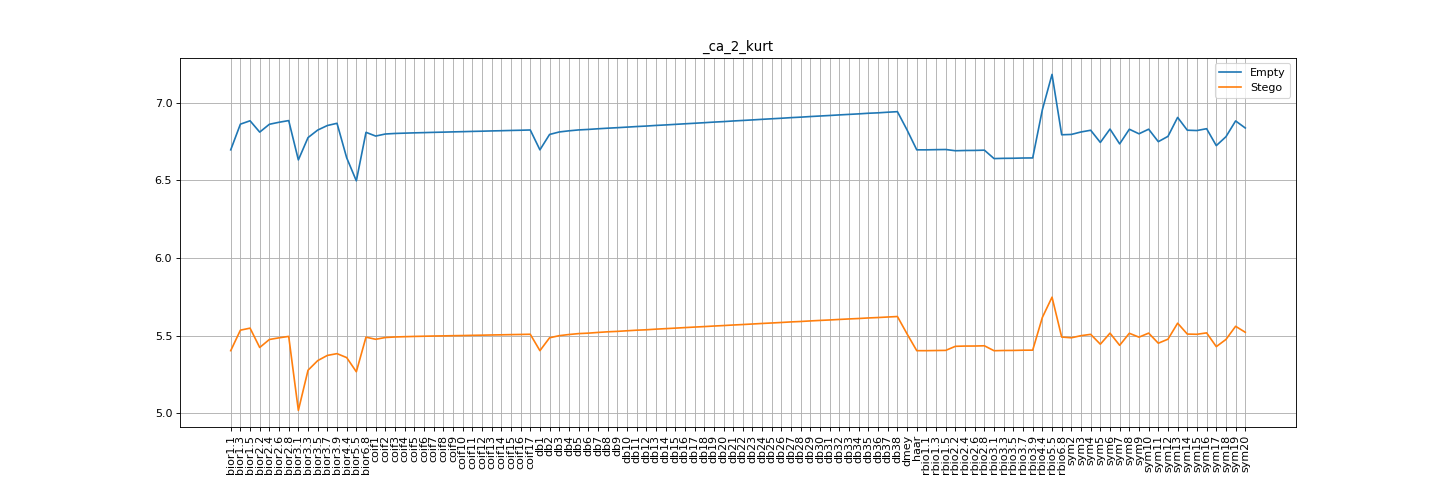 _ca_2_kurt
Empty
Stego
7.0
6.5
6.0
5.5
5.0
bior1.1
bior1.3
bior1.5
bior2.2
bior2.4
bior2.6
bior2.8
bior3.1
bior3.3
bior3.5
bior3.7
bior3.9
bior4.4
bior5.5
bior6.8
coif1
coif2
coif3
coif4
coif5
coif6
coif7
coif8
coif9
coif10
coif11
coif12
coif13
coif14
coif15
coif16
coif17
db1
db2
db3
db4
db5
db6
db7
db8
db9
db10
db11
db12
db13
db14
db15
db16
db17
db18
db19
db20
db21
db22
db23
db24
db25
db26
db27
db28
db29
db30
db31
db32
db33
db34
db35
db36
db37
db38
dmey
haar
rbio1.1
rbio1.3
rbio1.5
rbio2.2
rbio2.4
rbio2.6
rbio2.8
rbio3.1
rbio3.3
rbio3.5
rbio3.7
rbio3.9
rbio4.4
rbio5.5
rbio6.8
sym2
sym3
sym4
sym5
sym6
sym7
sym8
sym9
sym10
sym11
sym12
sym13
sym14
sym15
sym16
sym17
sym18
sym19
sym20